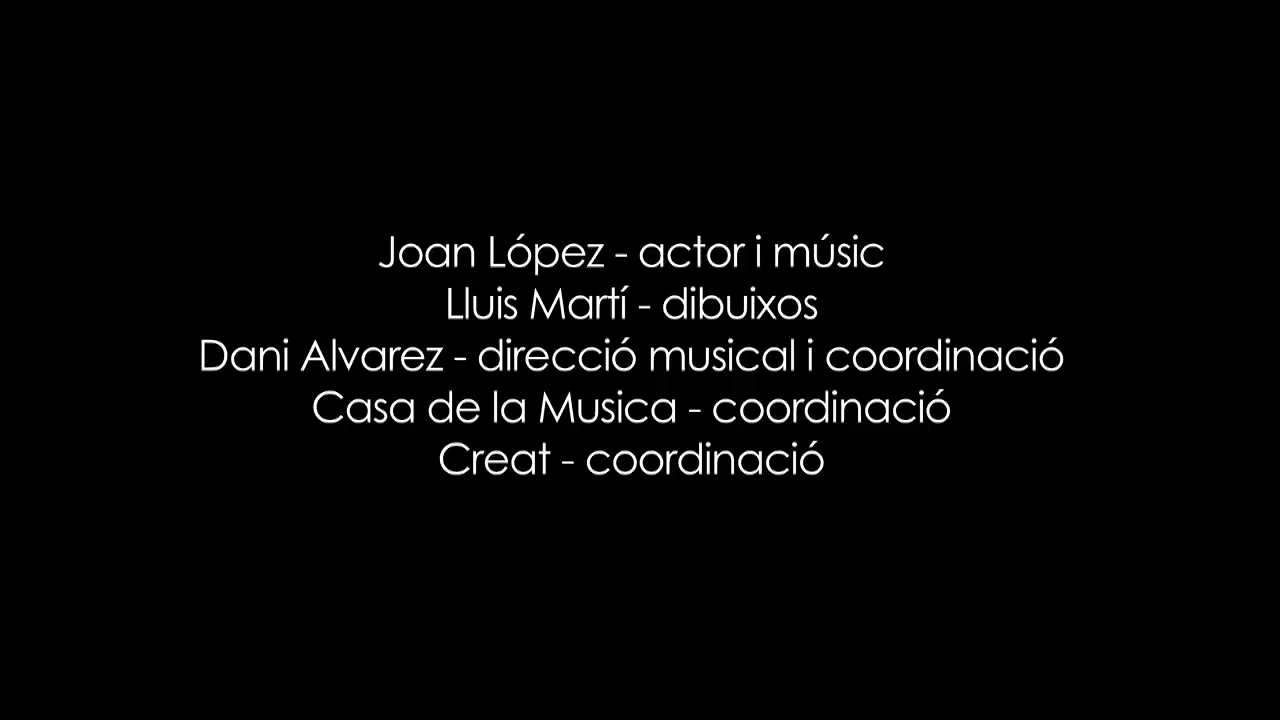 Joan López - actor i músic
Lluis Martí - dibuixos
Dani Alvarez - direcció musical i coordinació
Casa de la Musica - coordinació
Creat - coordinació